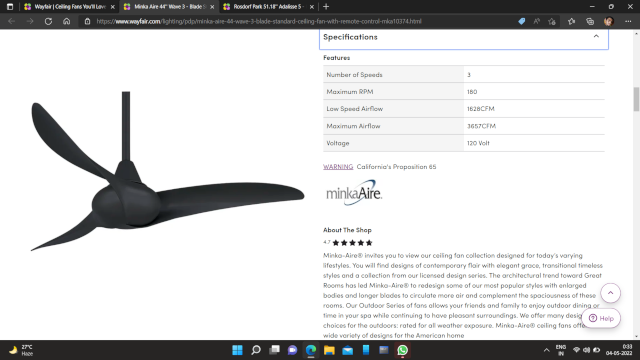 Wayfair | Ceiling Fans You'll Lov
Minka Aire 44" Wave 3 - Blade S
Rosdorf Park 51.18" Adalisse 5 -
https://www.wayfair.com/lighting/pdp/minka-aire-44-wave-3-blade-standard-ceiling-fan-with-remote-control-mka10374.html
Specifications
Features
Number of Speeds 3
Maximum RPM 180
Low Speed Airflow 1628CFM
Maximum Airflow 3657CFM
Voltage 120 Volt
WARNING California's Proposition 65
minkaAire.
About The Shop
4.7
Minka-Aire® invites you to view our ceiling fan collection designed for today's varying
lifestyles. You will find designs of contemporary flair with elegant grace, transitional timeless
styles and a collection from our licensed design series. The architectural trend toward Great
Rooms has led Minka-Aire® to redesign some of our most popular styles with enlarged
bodies and longer blades to circulate more air and complement the spaciousness of these
rooms. Our Outdoor Series of fans allows your friends and family to enjoy outdoor dining or
time in your spa while continuing to have pleasant surroundings. We offer many design
choices for the outdoors: rated for all weather exposure. Minka-Aire® ceiling fans offe
wide variety of designs for the American home
Help
27°C
Haze
ENG
IN
0:33
04-05-2022